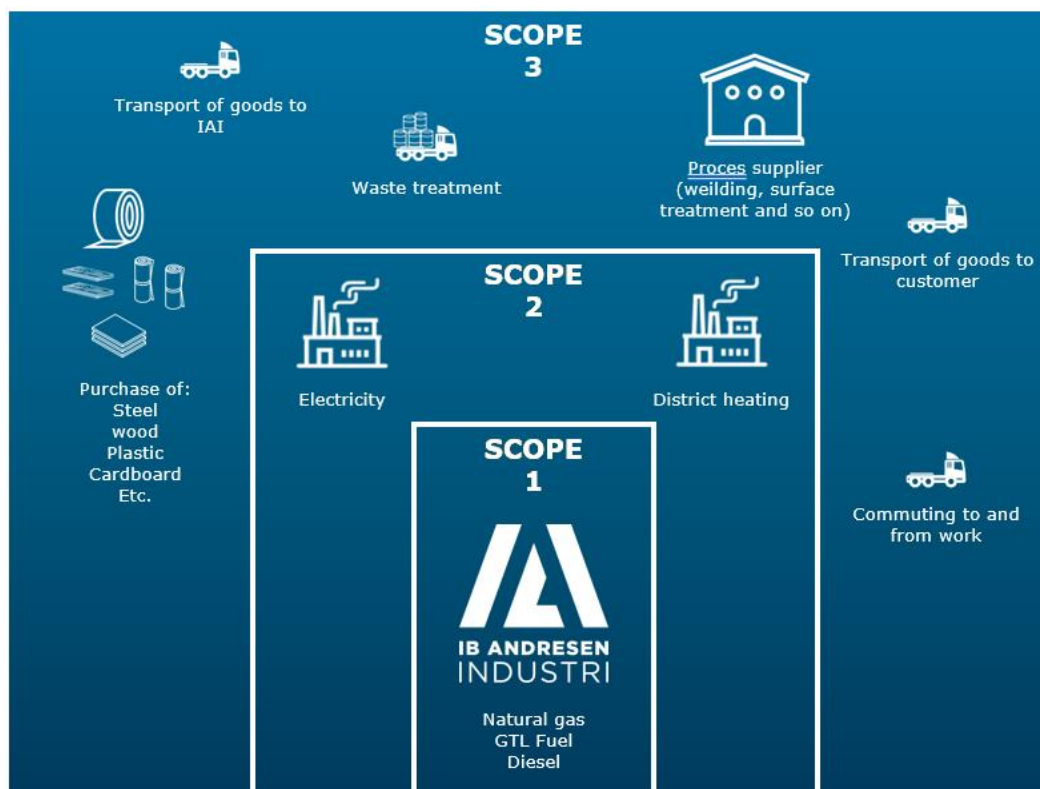 SCOPE
3
Transport of goods to
IAI
Waste treatment
Proces supplier
(weilding, surface
treatment and so on)
Transport of goods to
customer
Purchase of:
Steel
wood
Plastic
Cardboard
Etc.
Commuting to and
from work
SCOPE
2
Electricity
District heating
SCOPE
1
IB ANDRESEN
INDUSTRI
Natural gas
GTL Fuel
Diesel